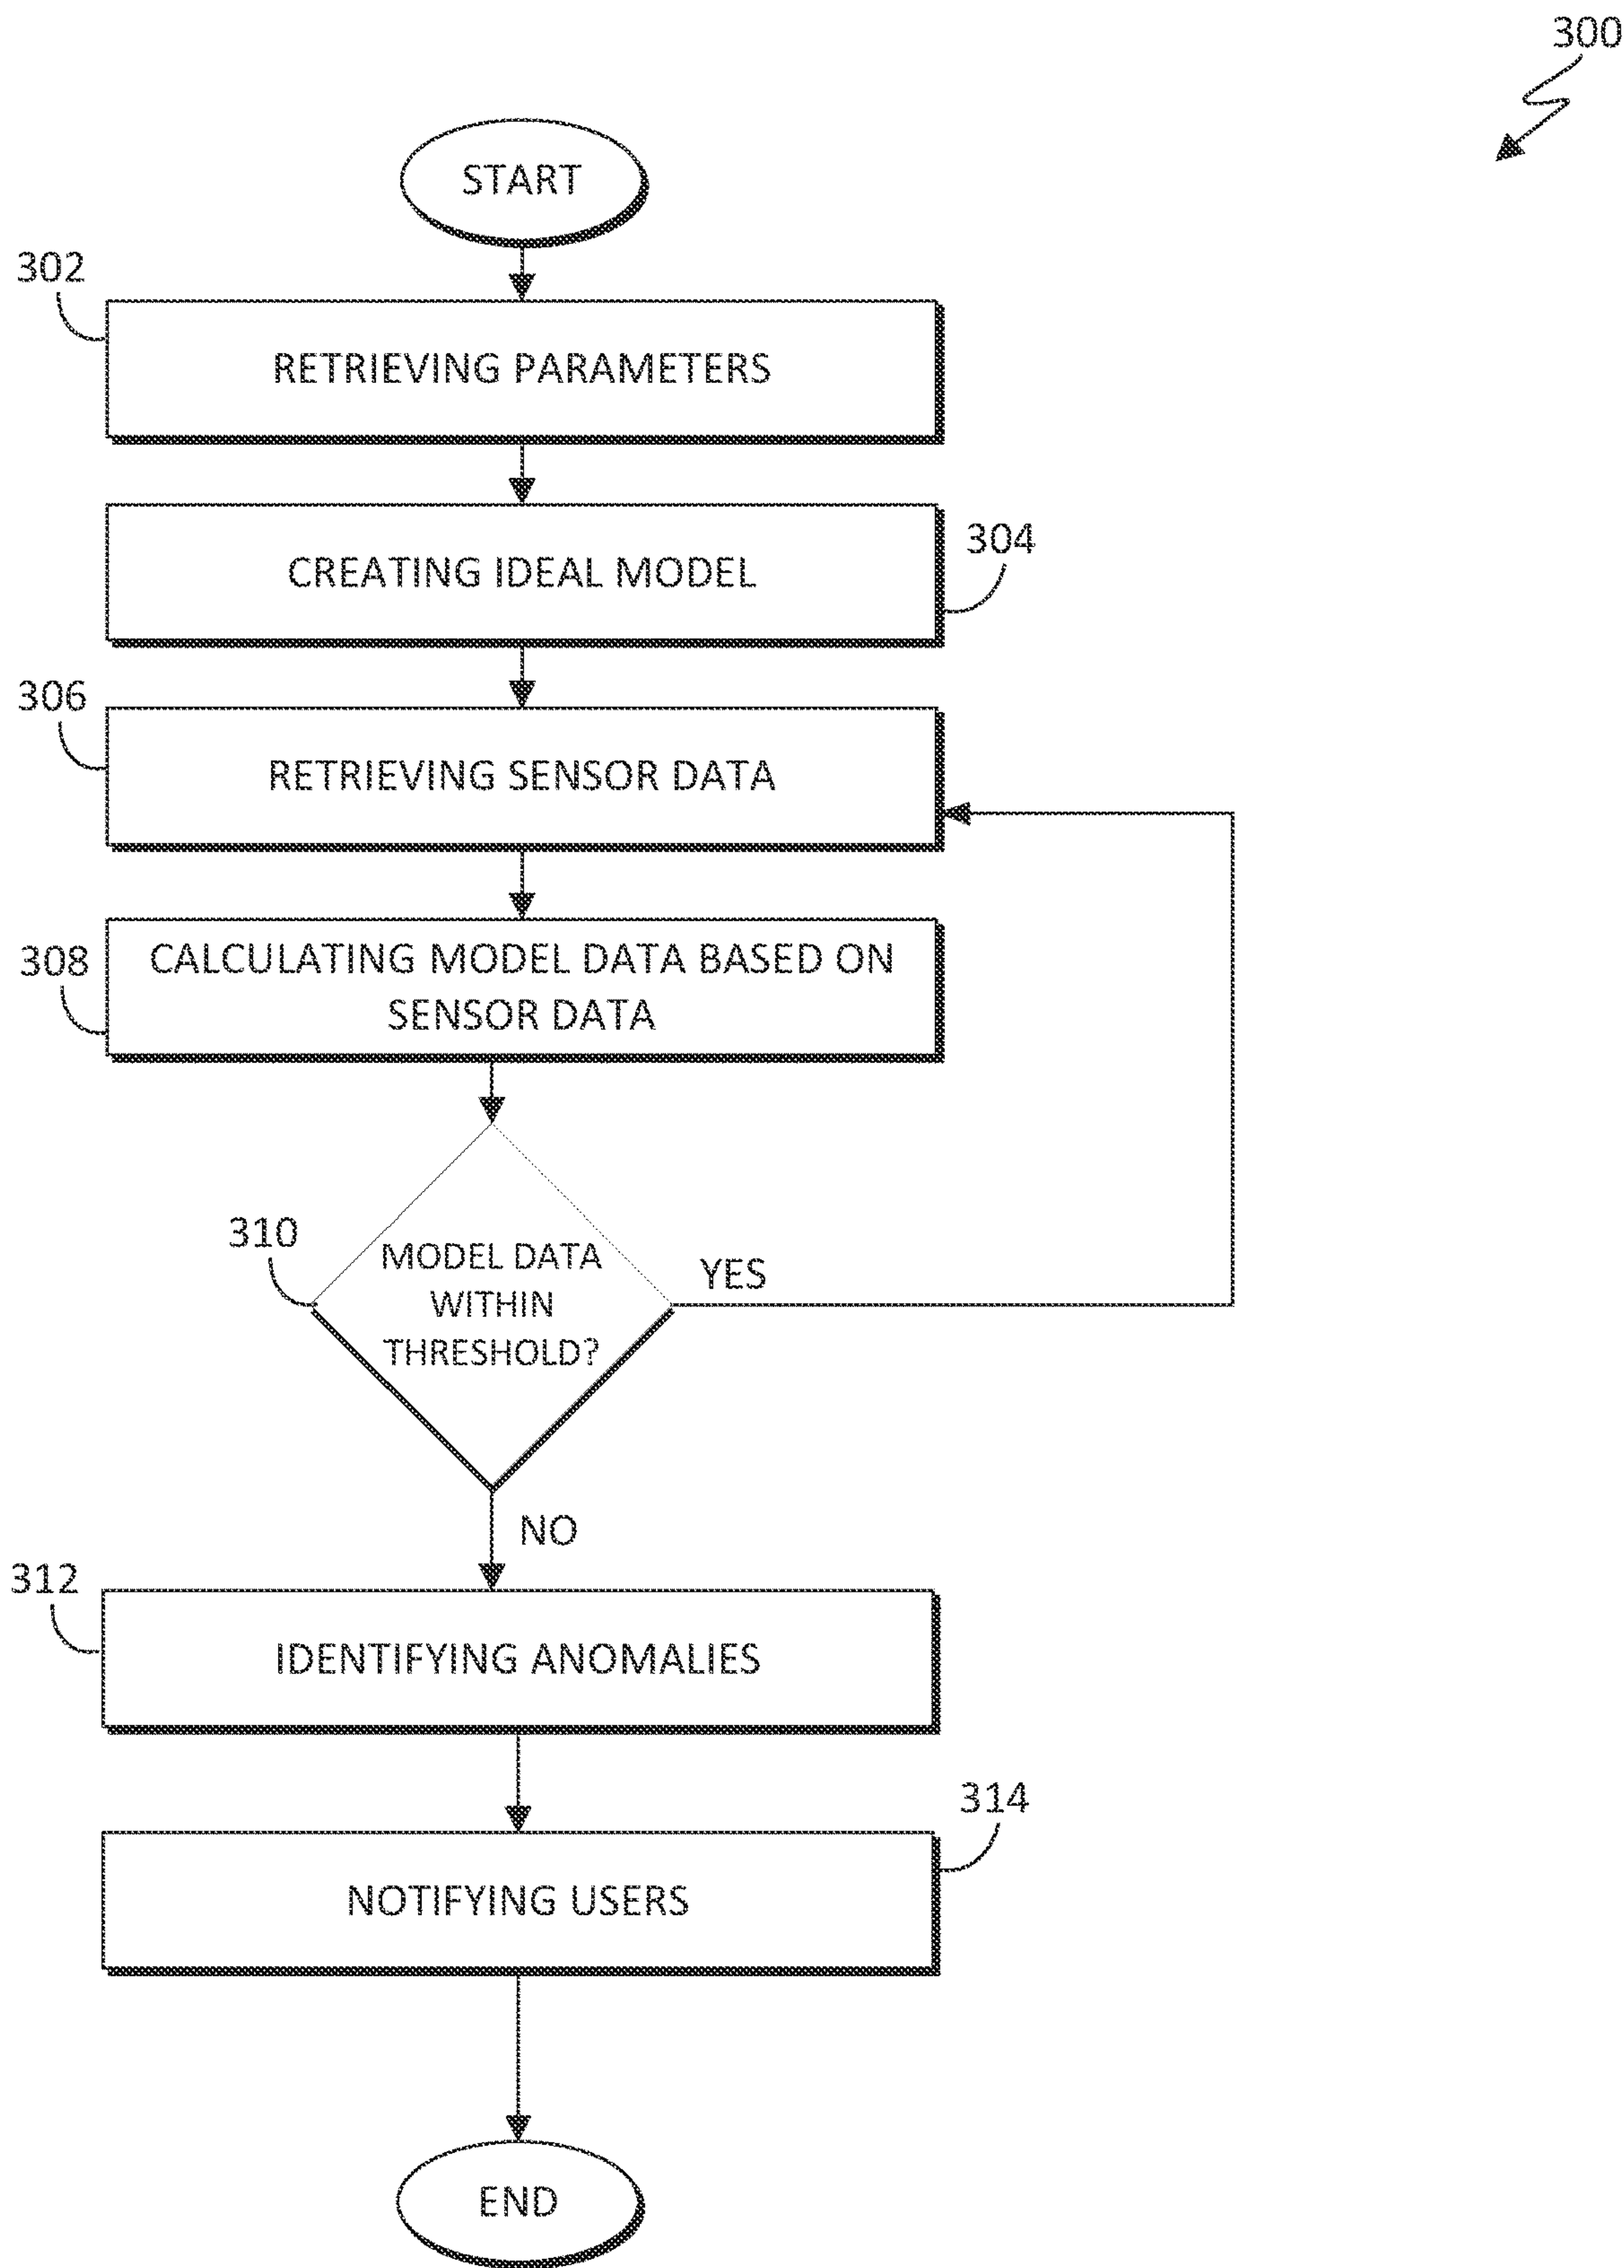 300
START
302
RETRIEVING PARAMETERS
304
CREATING IDEAL MODEL
306
RETRIEVING SENSOR DATA
308
CALCULATING MODEL DATA BASED ON
SENSOR DATA
310
MODEL DATA
WITHIN
THRESHOLD?
YES
NO
312
IDENTIFYING ANOMALIES
314
NOTIFYING USERS
END